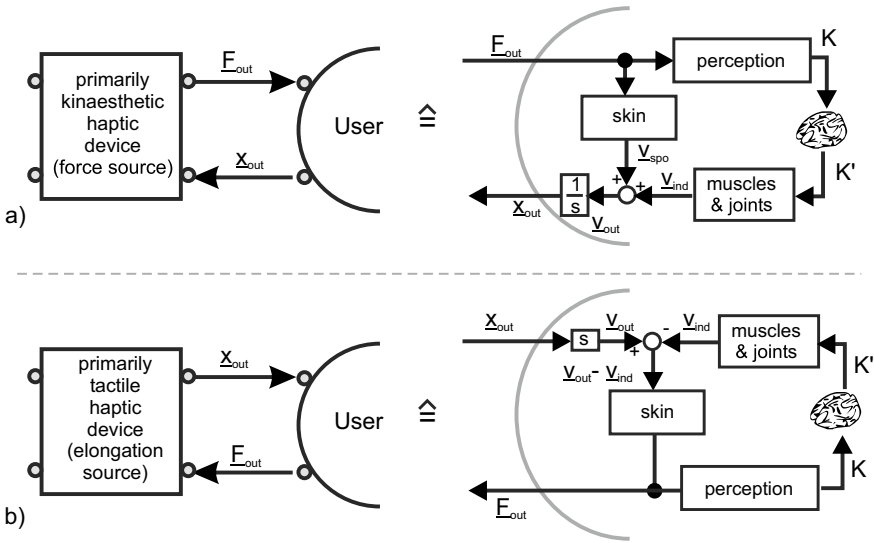 primarily
kinaesthetic
haptic
device
(force source)
F_out
x_out
User
≙
F_out
perception
K
skin
v_spo
+
+
v_ind
muscles
& joints
K'
1
s
v_out
x_out
a)
primarily
tactile
haptic
device
(elongation
source)
x_out
F_out
User
≙
x_out
s
v_out
+
-
v_ind
muscles
& joints
K'
v_out - v_ind
skin
perception
K
F_out
b)